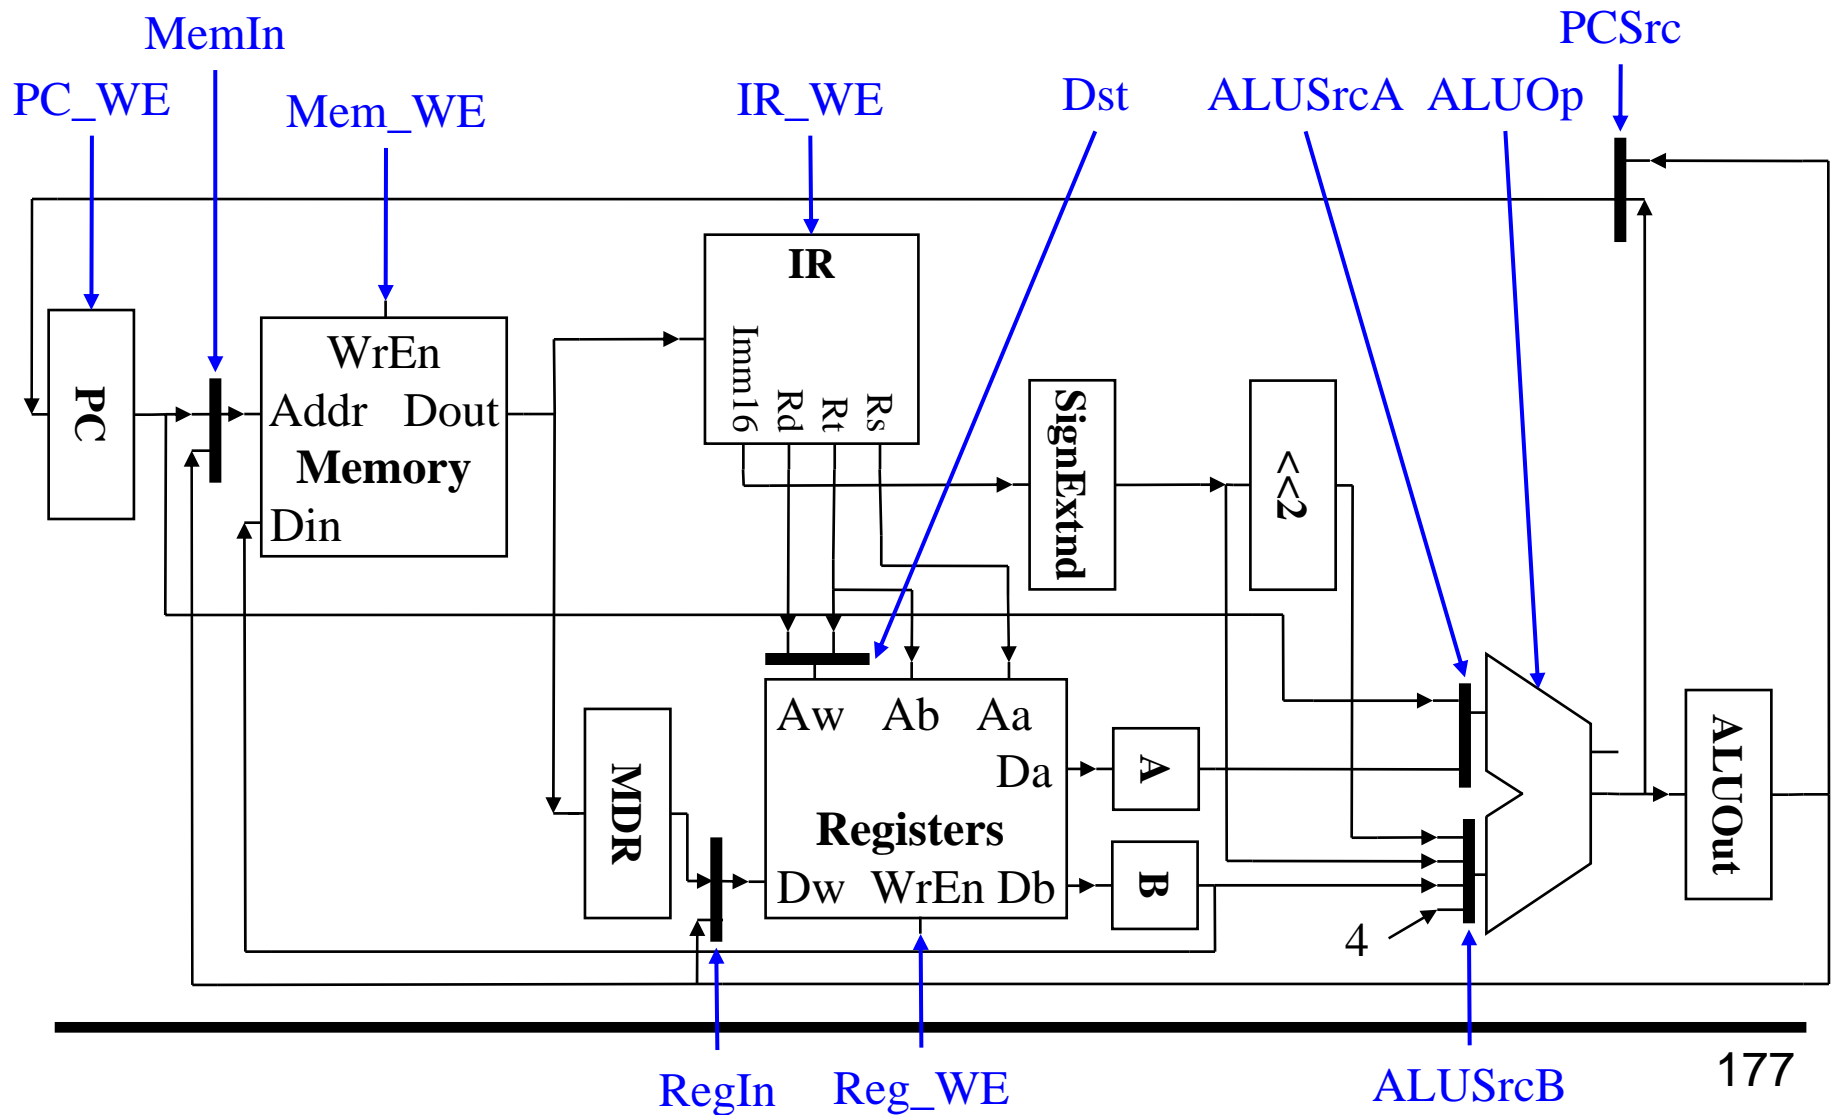 MemIn
PCSrc
PC_WE
Mem_WE
IR_WE
Dst
ALUSrcA
ALUOp
IR
Imm16
Rd
Rt
Rs
PC
WrEn
Addr Dout
Memory
Din
SignExtnd
<<2
Aw Ab Aa
Da
Registers
Dw WrEn Db
MDR
A
B
4
ALUOut
RegIn
Reg_WE
ALUSrcB
177